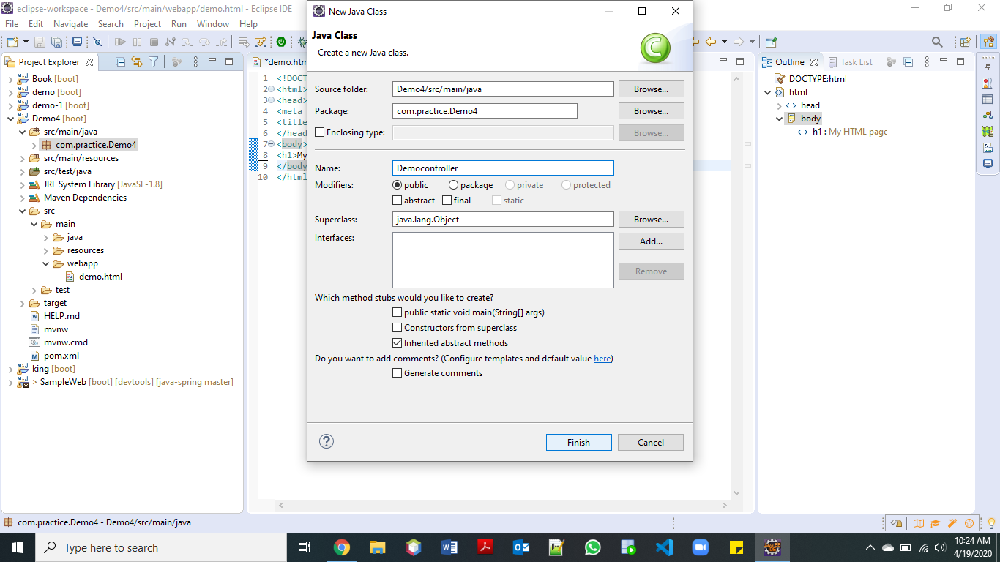 eclipse-workspace - Demo4/src/main/webapp/demo.html - Eclipse IDE
File Edit Navigate Search Project Run Window Help
Project Explorer
Book [boot]
demo [boot]
demo-1 [boot]
Demo4 [boot]
src/main/java
com.practice.Demo4
src/main/resources
src/test/java
JRE System Library [JavaSE-1.8]
Maven Dependencies
src
main
java
resources
webapp
demo.html
test
target
HELP.md
mvnw
mvnw.cmd
pom.xml
king [boot]
> SampleWeb [boot] [devtools] [java-spring master]
*demo.htm
1 <!DOCT
2 <html>
3 <head>
4 <meta
5 <title
6 </head
7 <body>
8 <h1>My
9 </body
10 </html
New Java Class
Java Class
Create a new Java class.
Source folder: Demo4/src/main/java Browse...
Package: com.practice.Demo4 Browse...
Enclosing type: Browse...
Name: Democontroller
Modifiers: public package private protected
abstract final static
Superclass: java.lang.Object Browse...
Interfaces: Add...
Remove
Which method stubs would you like to create?
public static void main(String[] args)
Constructors from superclass
Inherited abstract methods
Do you want to add comments? (Configure templates and default value here)
Generate comments
? Finish Cancel
Outline Task List
DOCTYPE:html
html
head
body
h1 : My HTML page
com.practice.Demo4 - Demo4/src/main/java
Type here to search
10:24 AM
4/19/2020